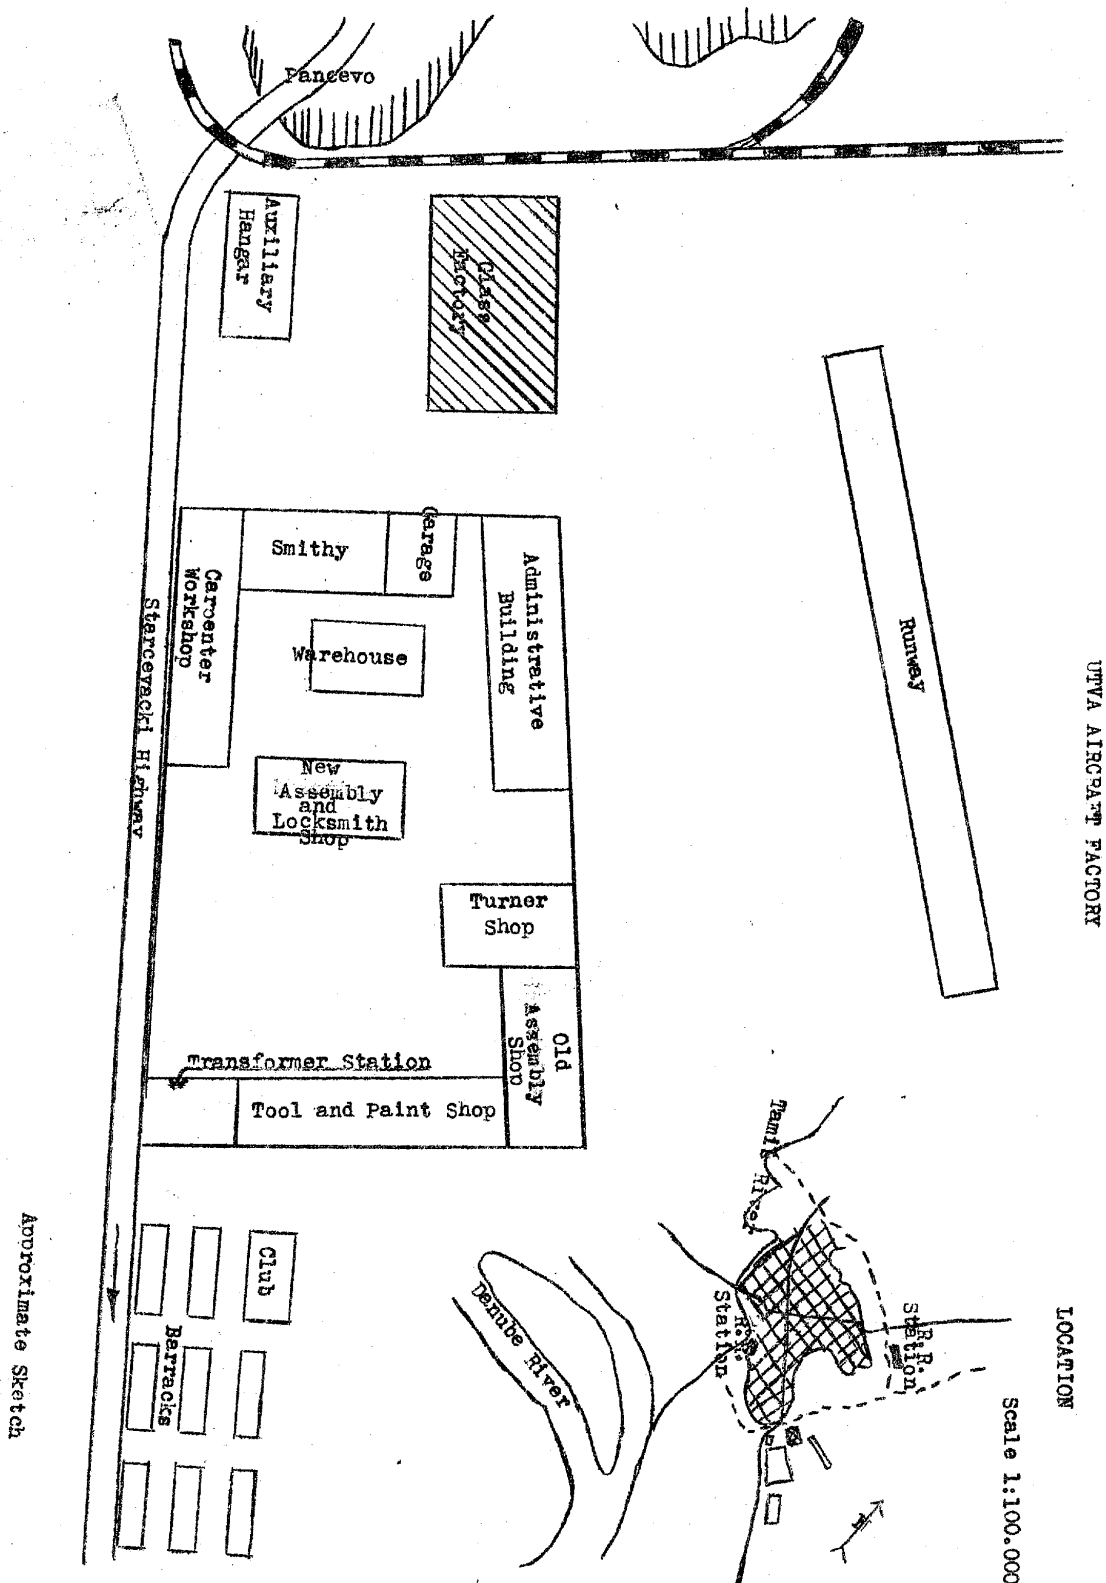 UTVA AIRCRAFT FACTORY
LOCATION
Scale 1:100.000
Pancevo
Auxiliary
Hangar
Glass
Factory
Runway
Garage
Smithy
Administrative
Building
Carpenter
Workshop
Warehouse
Starcevacki Highway
New
Assembly
and
Locksmith
Shop
Turner
Shop
Old
Assembly
Shop
Transformer Station
Tool and Paint Shop
Club
Barracks
Tamis River
R.R.
Station
R.R.
Station
Danube River
N
Approximate Sketch